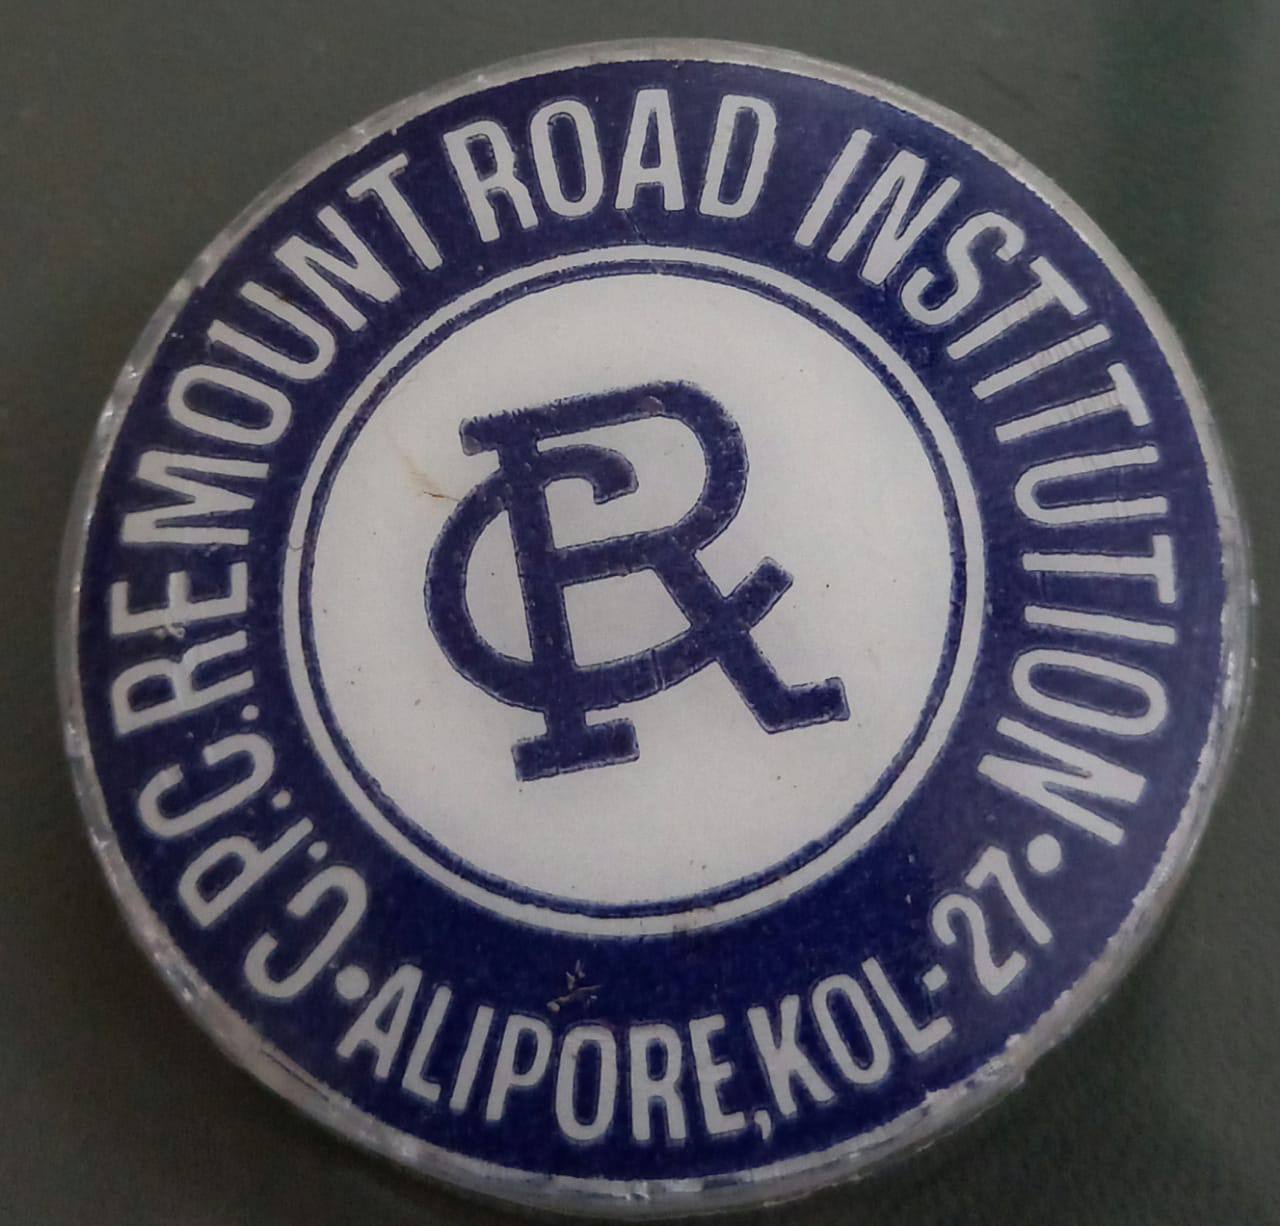 C.P.C. REMOUNT ROAD INSTITUTION
• ALIPORE, KOL-27 •
CR